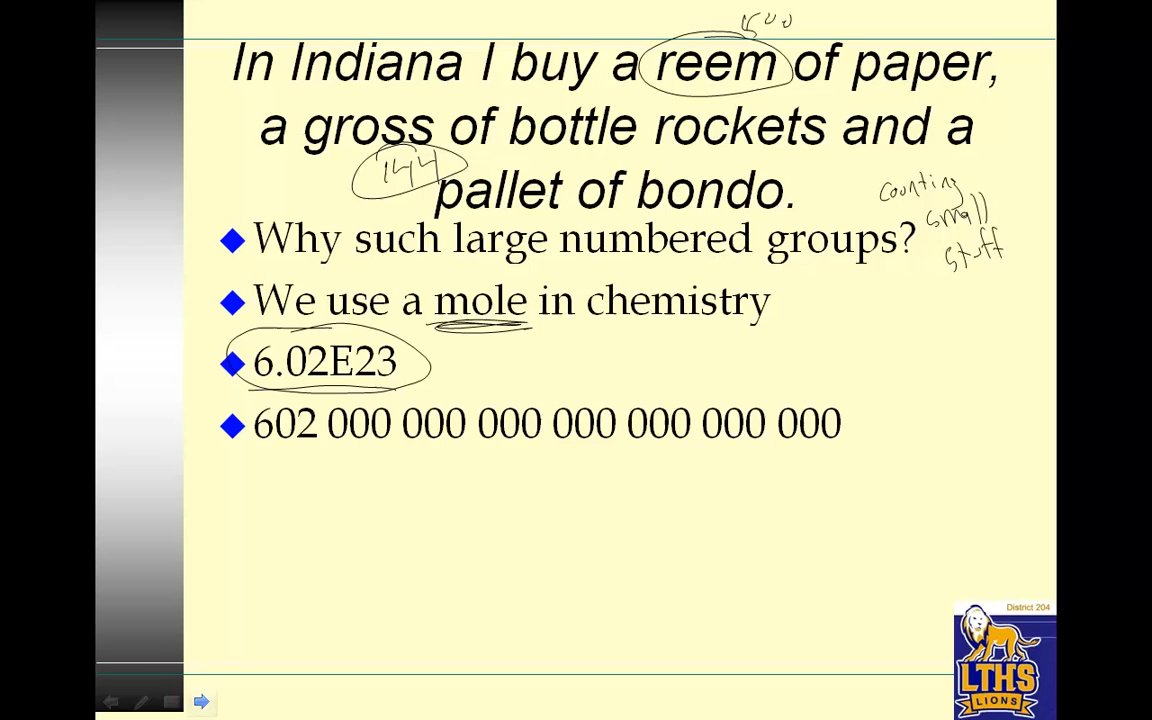 500
In Indiana I buy a reem of paper,
a gross of bottle rockets and a
144
pallet of bondo.
counting
small
stuff
Why such large numbered groups?
We use a mole in chemistry
6.02E23
602 000 000 000 000 000 000 000
District 204
LTHS
LIONS